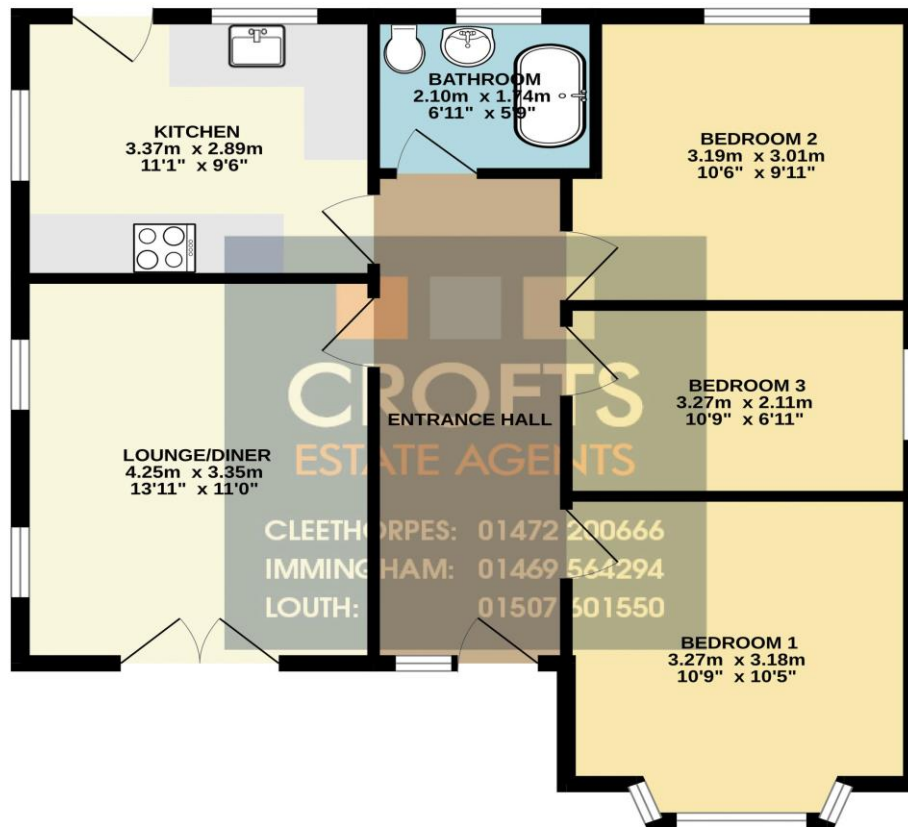 KITCHEN
3.37m x 2.89m
11'1" x 9'6"
BATHROOM
2.10m x 1.74m
6'11" x 5'9"
BEDROOM 2
3.19m x 3.01m
10'6" x 9'11"
BEDROOM 3
3.27m x 2.11m
10'9" x 6'11"
LOUNGE/DINER
4.25m x 3.35m
13'11" x 11'0"
ENTRANCE HALL
CROFTS
ESTATE AGENTS
CLEETHORPES: 01472 200666
IMMINGHAM: 01469 564294
LOUTH: 01507 601550
BEDROOM 1
3.27m x 3.18m
10'9" x 10'5"